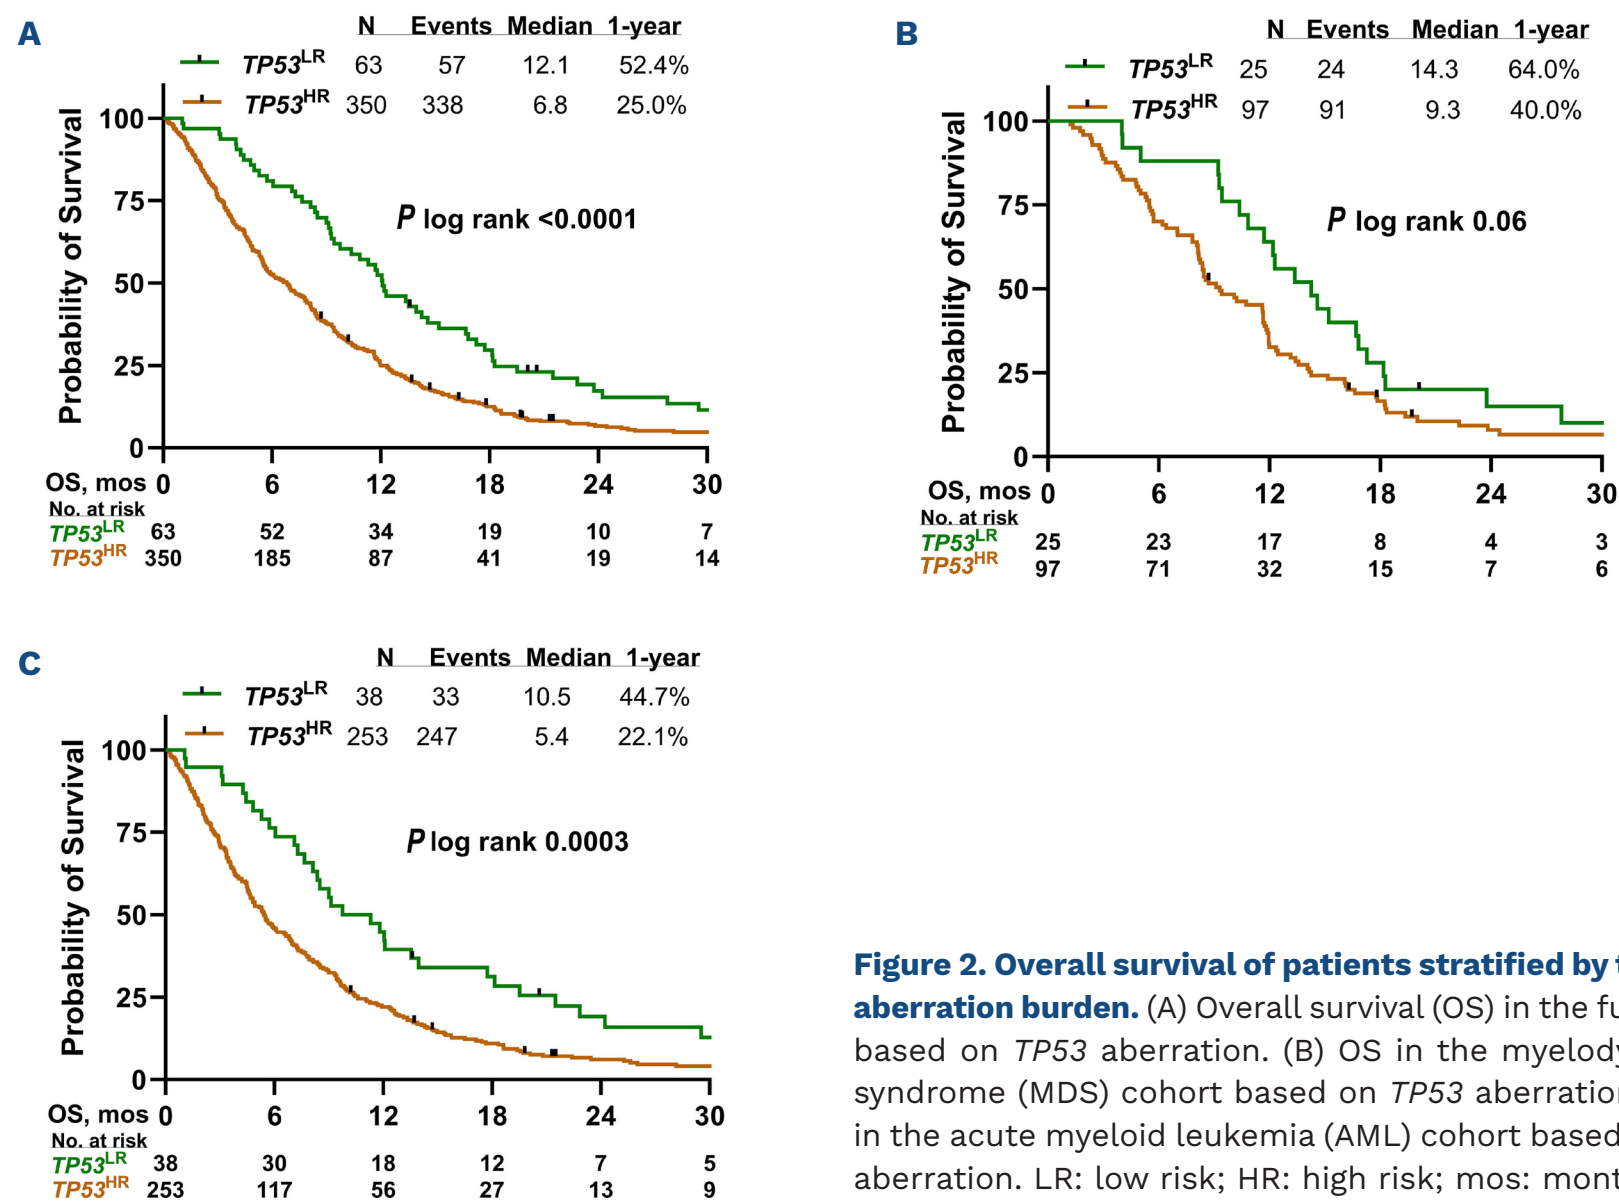 A
N Events Median 1-year
TP53LR 63 57 12.1 52.4%
TP53HR 350 338 6.8 25.0%
Probability of Survival
100
75
50
25
0
P log rank <0.0001
OS, mos 0 6 12 18 24 30
No. at risk
TP53LR 63 52 34 19 10 7
TP53HR 350 185 87 41 19 14
B
N Events Median 1-year
TP53LR 25 24 14.3 64.0%
TP53HR 97 91 9.3 40.0%
Probability of Survival
100
75
50
25
0
P log rank 0.06
OS, mos 0 6 12 18 24 30
No. at risk
TP53LR 25 23 17 8 4 3
TP53HR 97 71 32 15 7 6
C
N Events Median 1-year
TP53LR 38 33 10.5 44.7%
TP53HR 253 247 5.4 22.1%
Probability of Survival
100
75
50
25
0
P log rank 0.0003
OS, mos 0 6 12 18 24 30
No. at risk
TP53LR 38 30 18 12 7 5
TP53HR 253 117 56 27 13 9
Figure 2. Overall survival of patients stratified by
aberration burden. (A) Overall survival (OS) in the
based on TP53 aberration. (B) OS in the
syndrome (MDS) cohort based on TP53 aberration
in the acute myeloid leukemia (AML) cohort based
aberration. LR: low risk; HR: high risk; mos: